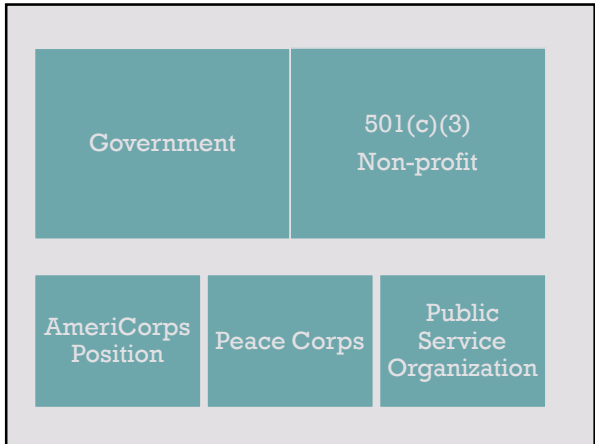 Government
501(c)(3)
Non-profit
AmeriCorps
Position
Peace Corps
Public
Service
Organization